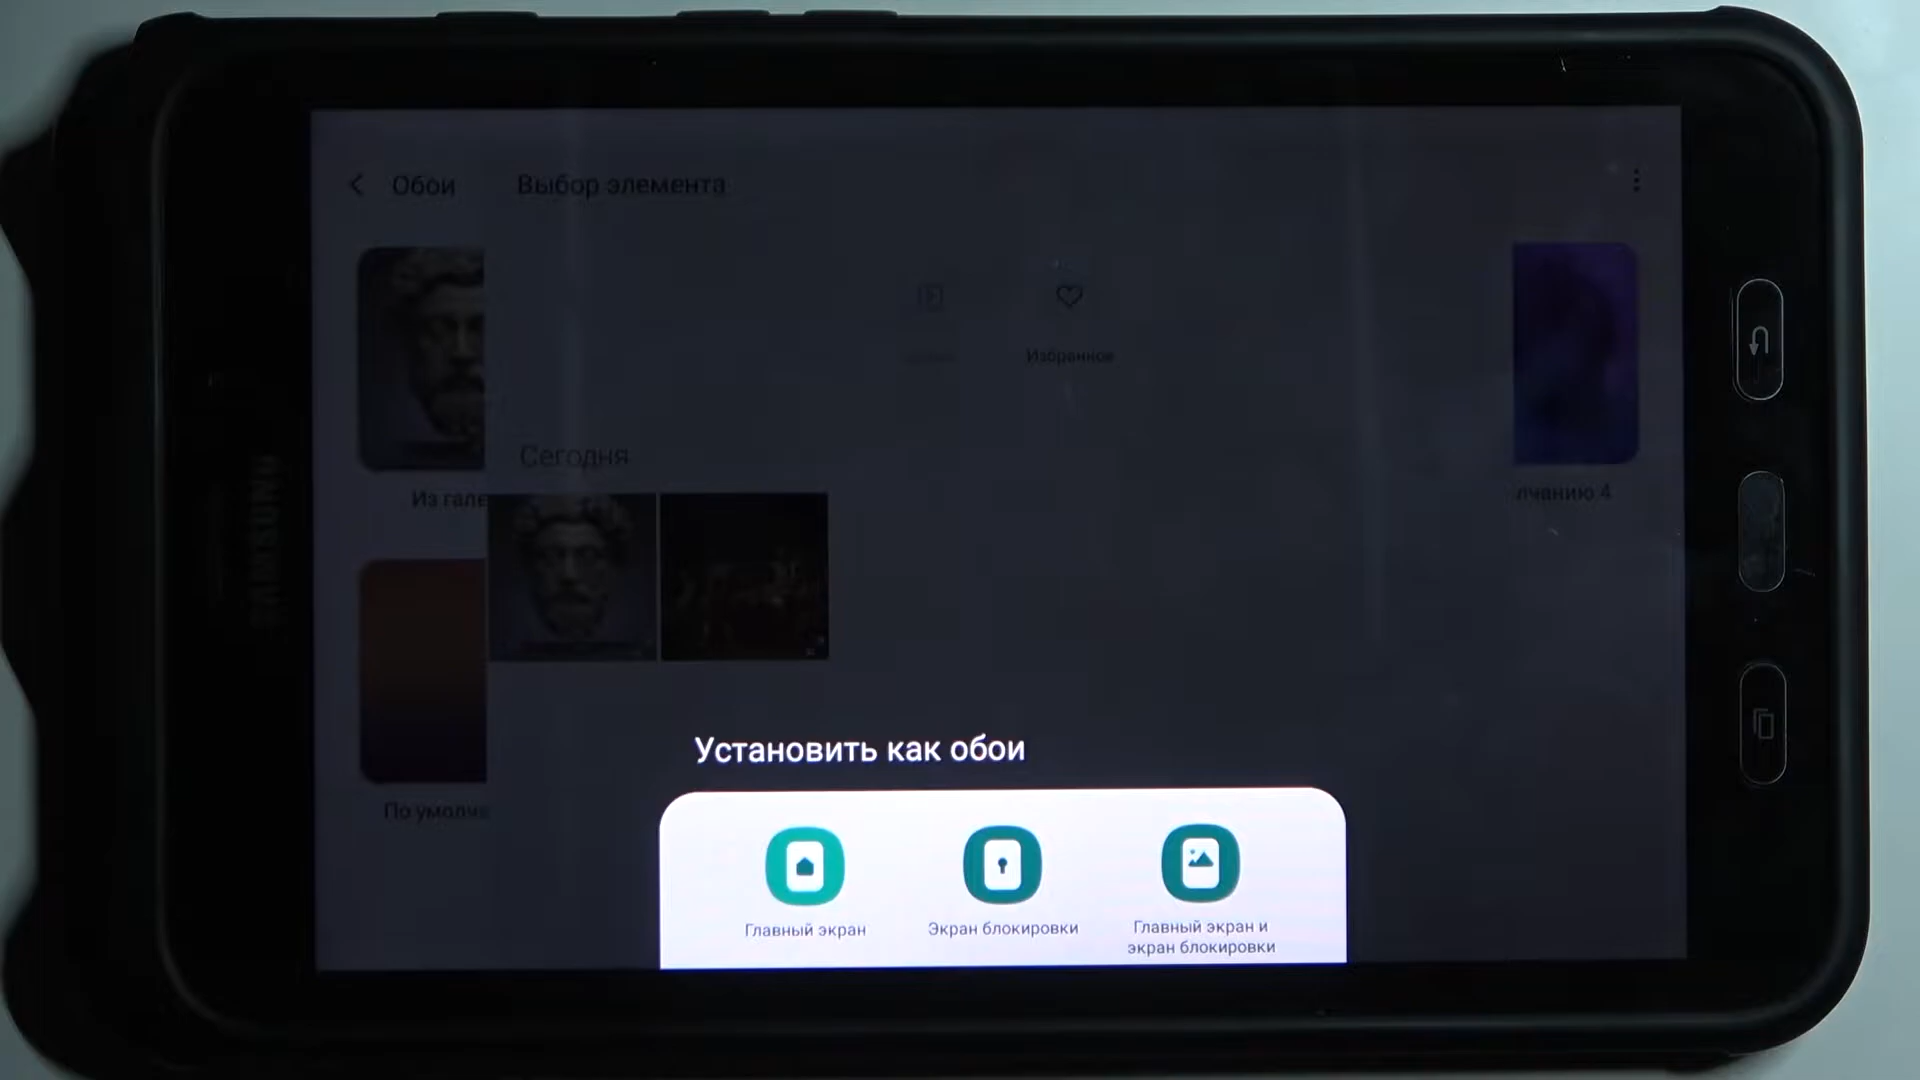 Обои
Выбор элемента
Избранное
Сегодня
Из гале
лчанию 4
По умолча
SAMSUNG
Установить как обои
Главный экран
Экран блокировки
Главный экран и
экран блокировки